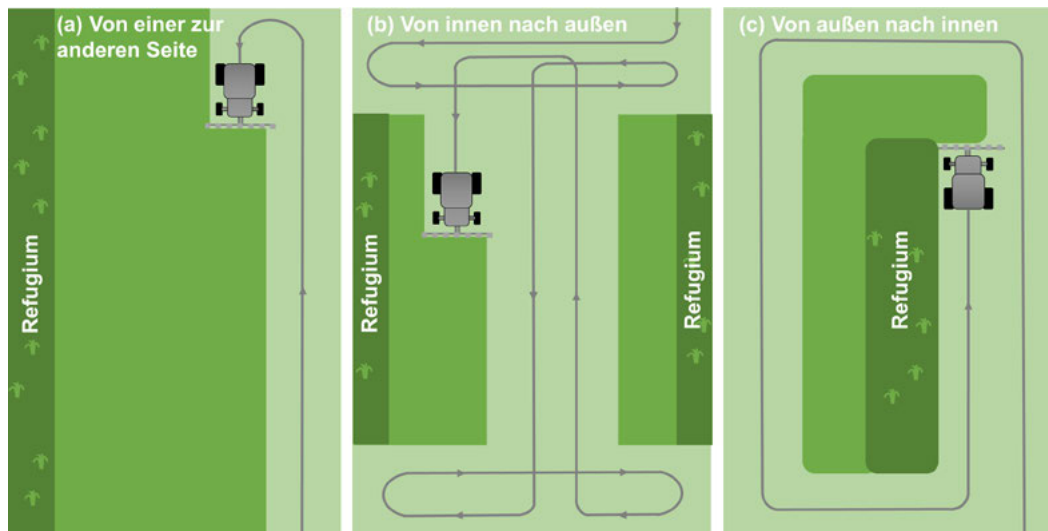 (a) Von einer zur
anderen Seite
Refugium
(b) Von innen nach außen
Refugium
Refugium
(c) Von außen nach innen
Refugium